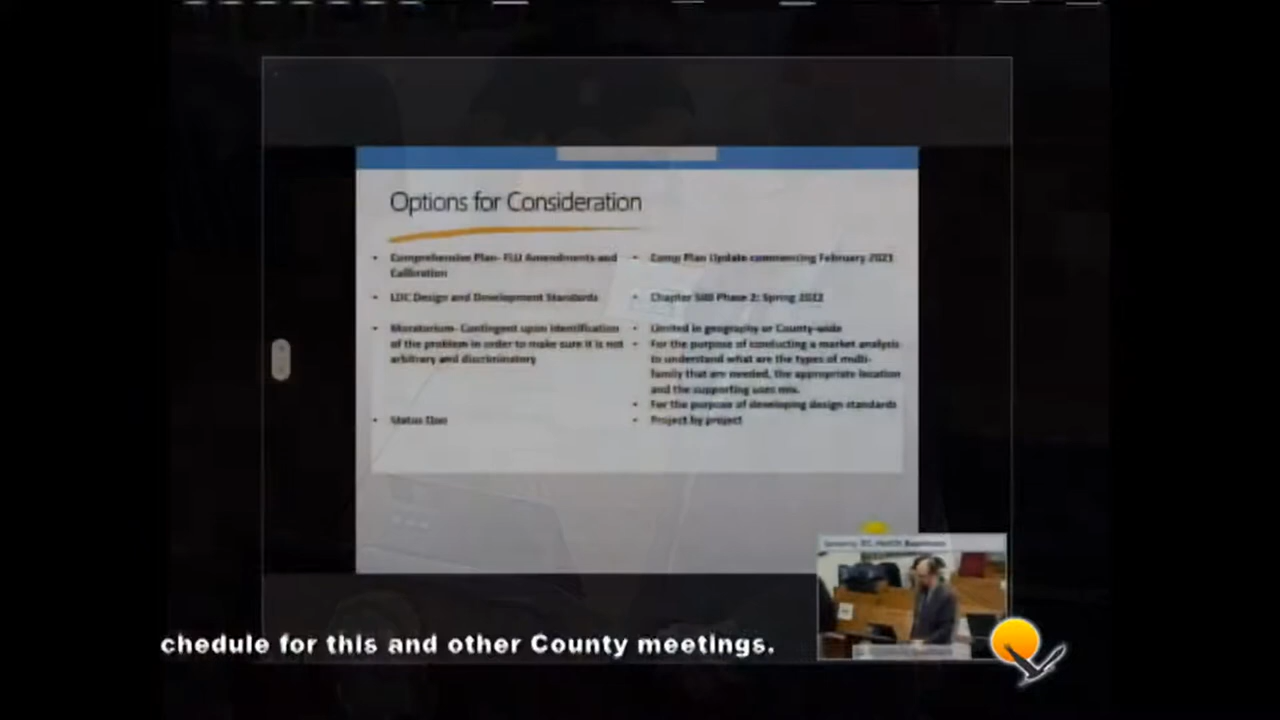 Options for Consideration
• Comprehensive Plan- FLU Amendments and
Calibration
• Comp Plan Update commencing February 2021
• LDC Design and Development Standards
• Chapter 500 Phase 2: Spring 2022
• Moratorium- Contingent upon identification
of the problem in order to make sure it is not
arbitrary and discriminatory
• Limited in geography or County-wide
• For the purpose of conducting a market analysis
to understand what are the types of multi-
family that are needed, the appropriate location
and the supporting uses mix.
• For the purpose of developing design standards
• Status Quo
• Project by project
chedule for this and other County meetings.